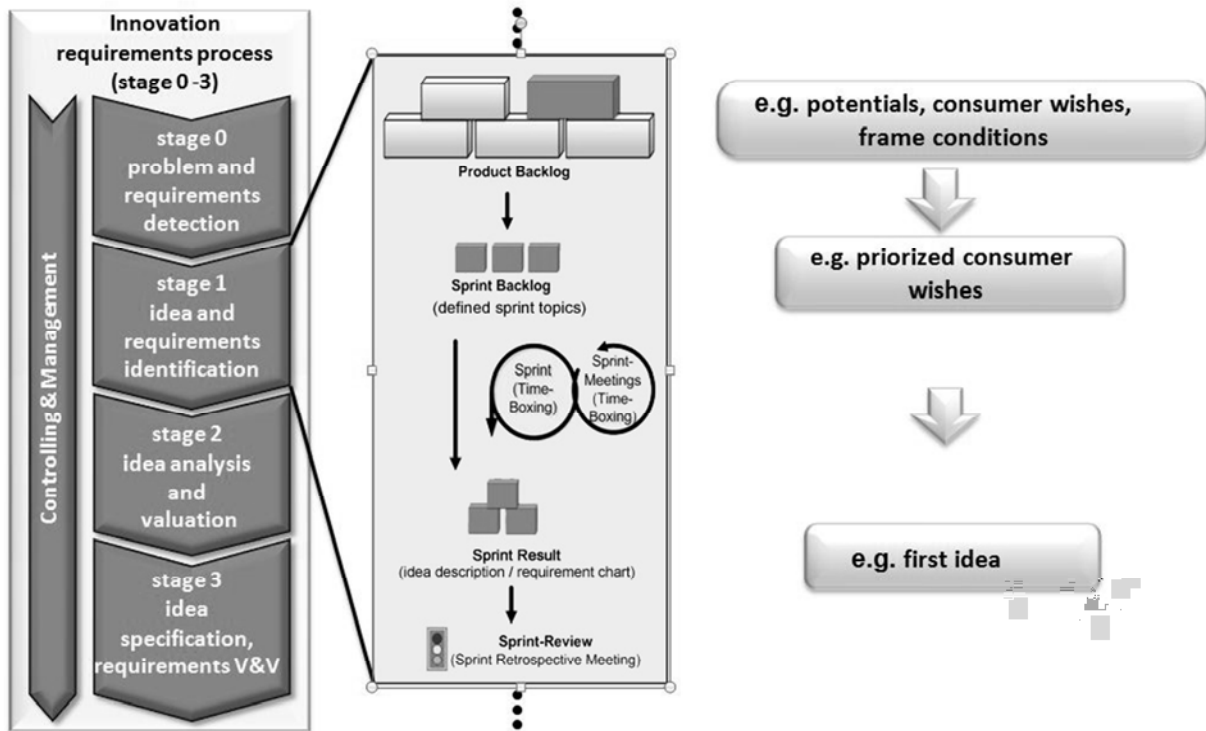 Innovation
requirements process
(stage 0 -3)
Controlling & Management
stage 0
problem and
requirements
detection
stage 1
idea and
requirements
identification
stage 2
idea analysis
and
valuation
stage 3
idea
specification,
requirements V&V
Product Backlog
Sprint Backlog
(defined sprint topics)
Sprint
(Time-
Boxing)
Sprint-
Meetings
(Time-
Boxing)
Sprint Result
(idea description / requirement chart)
Sprint-Review
(Sprint Retrospective Meeting)
e.g. potentials, consumer wishes,
frame conditions
e.g. priorized consumer
wishes
e.g. first idea